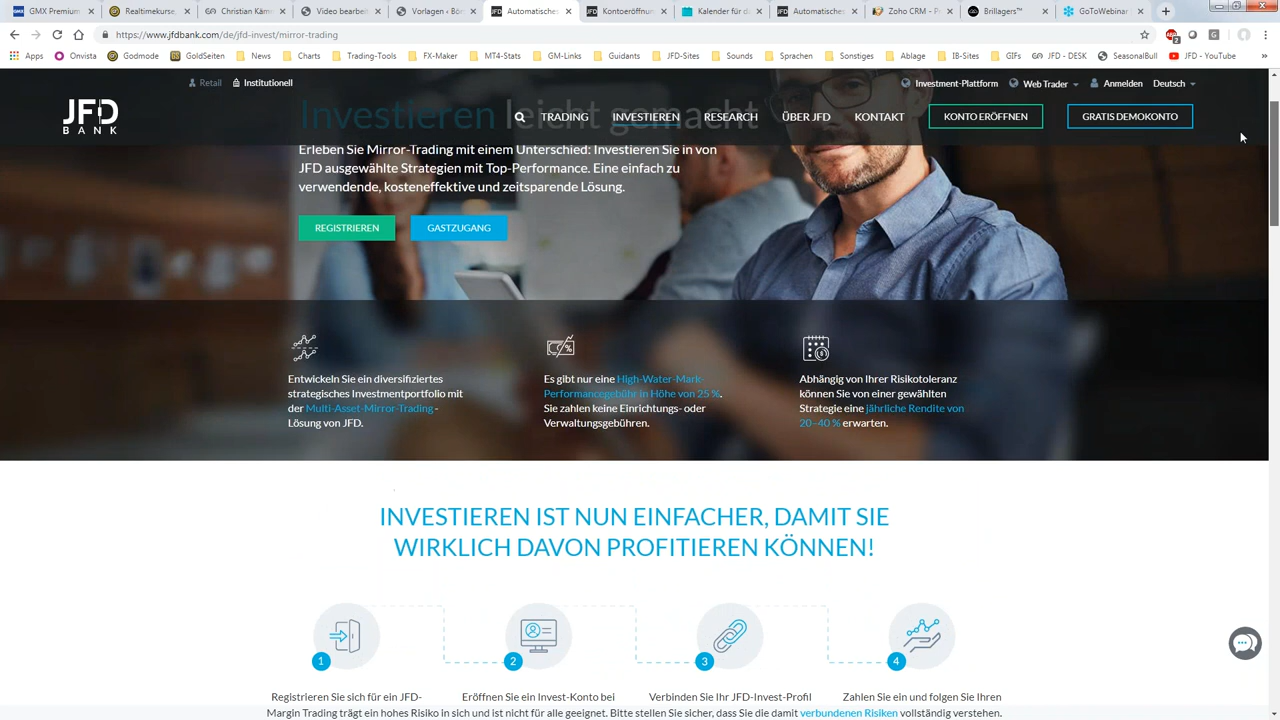 GMX Premium
Realtimekurse
Christian Käm
Video bearbei
Vorlagen 4 Bö
Automatisches
Kontoeröffnun
Kalender für d
Automatisches
Zoho CRM - P
Brillagers™
GoToWebinar
https://www.jfdbank.com/de/jfd-invest/mirror-trading
Apps
Onvista
Godmode
GoldSeiten
News
Charts
Trading-Tools
FX-Maker
MT4-Stats
GM-Links
Guidants
JFD-Sites
Sounds
Sprachen
Sonstiges
Ablage
IB-Sites
GIFs
JFD - DESK
SeasonalBull
JFD - YouTube
Retail
Institutionell
Investment-Plattform
Web Trader
Anmelden
Deutsch
JFD
BANK
Investieren leicht gemacht
TRADING
INVESTIEREN
RESEARCH
ÜBER JFD
KONTAKT
KONTO ERÖFFNEN
GRATIS DEMOKONTO
Erleben Sie Mirror-Trading mit einem Unterschied: Investieren Sie in von
JFD ausgewählte Strategien mit Top-Performance. Eine einfach zu
verwendende, kosteneffektive und zeitsparende Lösung.
REGISTRIEREN
GASTZUGANG
Entwickeln Sie ein diversifiziertes
strategisches Investmentportfolio mit
der Multi-Asset-Mirror-Trading -
Lösung von JFD.
Es gibt nur eine High-Water-Mark-
Performancegebühr in Höhe von 25 %.
Sie zahlen keine Einrichtungs- oder
Verwaltungsgebühren.
Abhängig von Ihrer Risikotoleranz
können Sie von einer gewählten
Strategie eine jährliche Rendite von
20 -40 % erwarten.
INVESTIEREN IST NUN EINFACHER, DAMIT SIE
WIRKLICH DAVON PROFITIEREN KÖNNEN!
1
2
3
4
Registrieren Sie sich für ein JFD-
Eröffnen Sie ein Invest-Konto bei
Verbinden Sie Ihr JFD-Invest-Profil
Zahlen Sie ein und folgen Sie Ihren
Margin Trading trägt ein hohes Risiko in sich und ist nicht für alle geeignet. Bitte stellen Sie sicher, dass Sie die damit verbundenen Risiken vollständig verstehen.